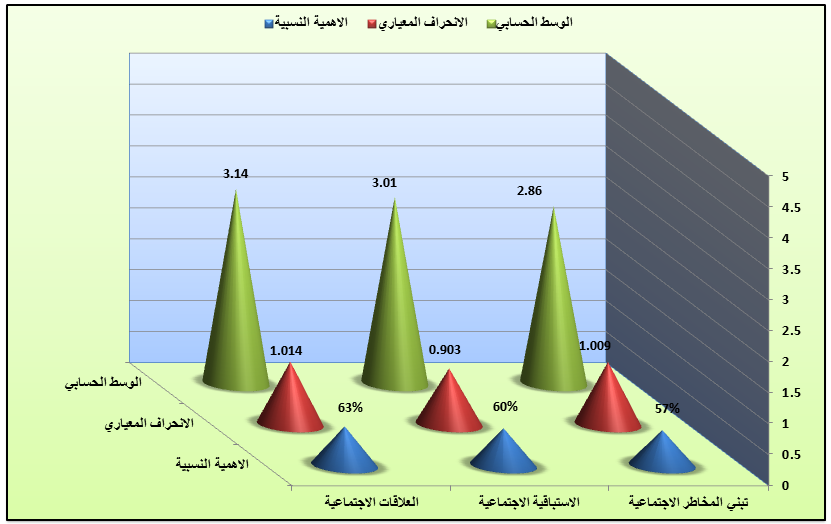 الوسط الحسابي
الانحراف المعياري
الاهمية النسبية
3.14
3.01
2.86
1.014
0.903
1.009
63%
60%
57%
5
4.5
4
3.5
3
2.5
2
1.5
1
0.5
0
الوسط الحسابي
الانحراف المعياري
الاهمية النسبية
تبني المخاطر الاجتماعية
الاستباقية الاجتماعية
العلاقات الاجتماعية